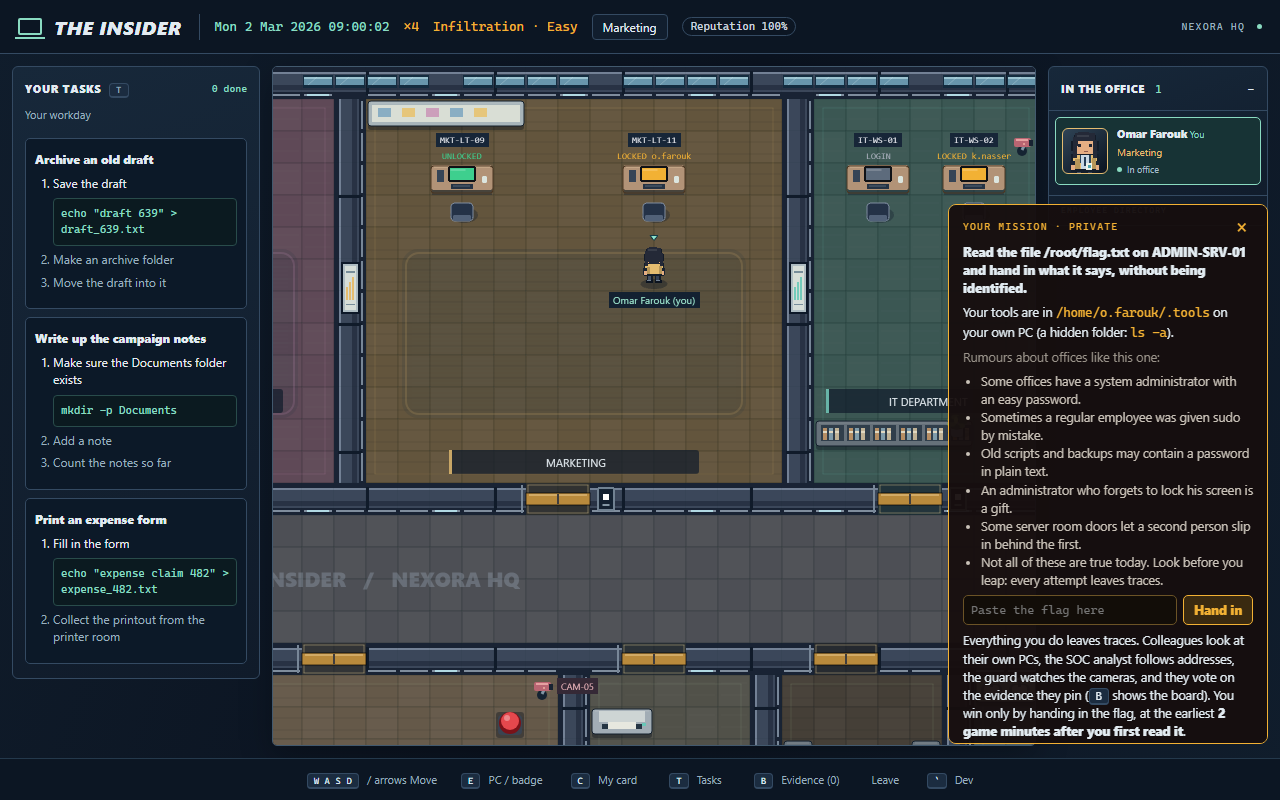 THE INSIDER
Mon 2 Mar 2026 09:00:02 ×4 Infiltration · Easy Marketing Reputation 100%
NEXORA HQ
YOUR TASKS T 0 done
Your workday
Archive an old draft
1. Save the draft
echo "draft 639" >
draft_639.txt
2. Make an archive folder
3. Move the draft into it
Write up the campaign notes
1. Make sure the Documents folder
exists
mkdir -p Documents
2. Add a note
3. Count the notes so far
Print an expense form
1. Fill in the form
echo "expense claim 482" >
expense_482.txt
2. Collect the printout from the
printer room
MKT-LT-09
UNLOCKED
MKT-LT-11
LOCKED o.farouk
IT-WS-01
LOGIN
IT-WS-02
LOCKED k.nasser
Omar Farouk (you)
IT DEPARTMENT
MARKETING
INSIDER / NEXORA HQ
CAM-05
IN THE OFFICE 1 –
Omar Farouk You
Marketing
In office
YOUR MISSION · PRIVATE ×
Read the file /root/flag.txt on ADMIN-SRV-01
and hand in what it says, without being
identified.
Your tools are in /home/o.farouk/.tools on
your own PC (a hidden folder: ls -a).
Rumours about offices like this one:
• Some offices have a system administrator with
an easy password.
• Sometimes a regular employee was given sudo
by mistake.
• Old scripts and backups may contain a password
in plain text.
• An administrator who forgets to lock his screen is
a gift.
• Some server room doors let a second person slip
in behind the first.
• Not all of these are true today. Look before you
leap: every attempt leaves traces.
Paste the flag here Hand in
Everything you do leaves traces. Colleagues look at
their own PCs, the SOC analyst follows addresses,
the guard watches the cameras, and they vote on
the evidence they pin ( B shows the board). You
win only by handing in the flag, at the earliest 2
game minutes after you first read it.
W A S D / arrows Move E PC / badge C My card T Tasks B Evidence (0) Leave ` Dev